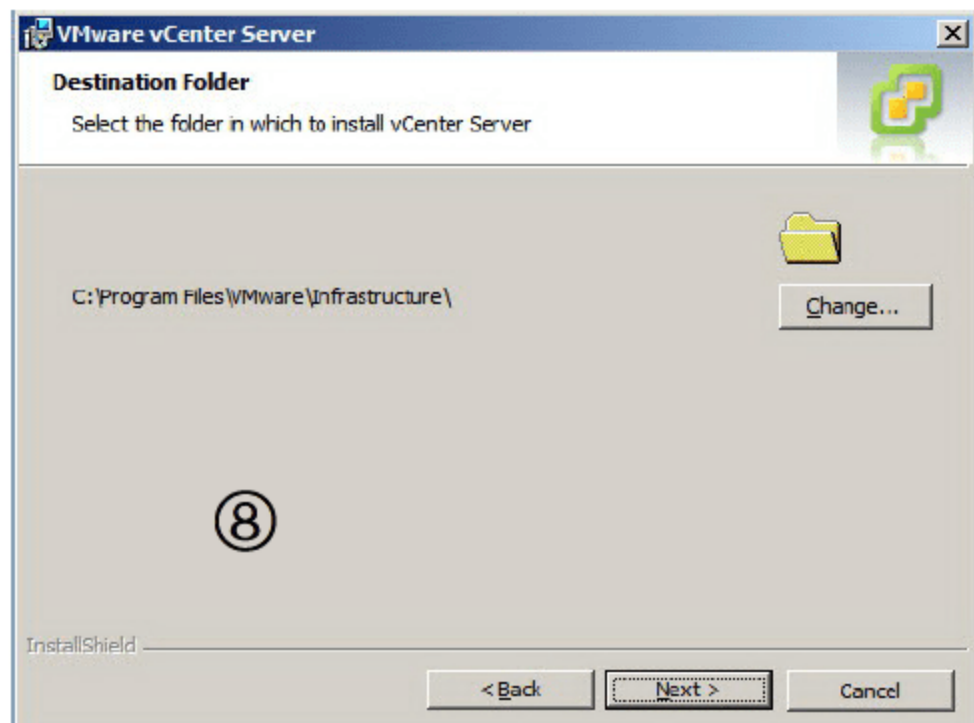 VMware vCenter Server
Destination Folder
Select the folder in which to install vCenter Server
C:\Program Files\VMware\Infrastructure\
Change...
⑧
InstallShield
< Back
Next >
Cancel